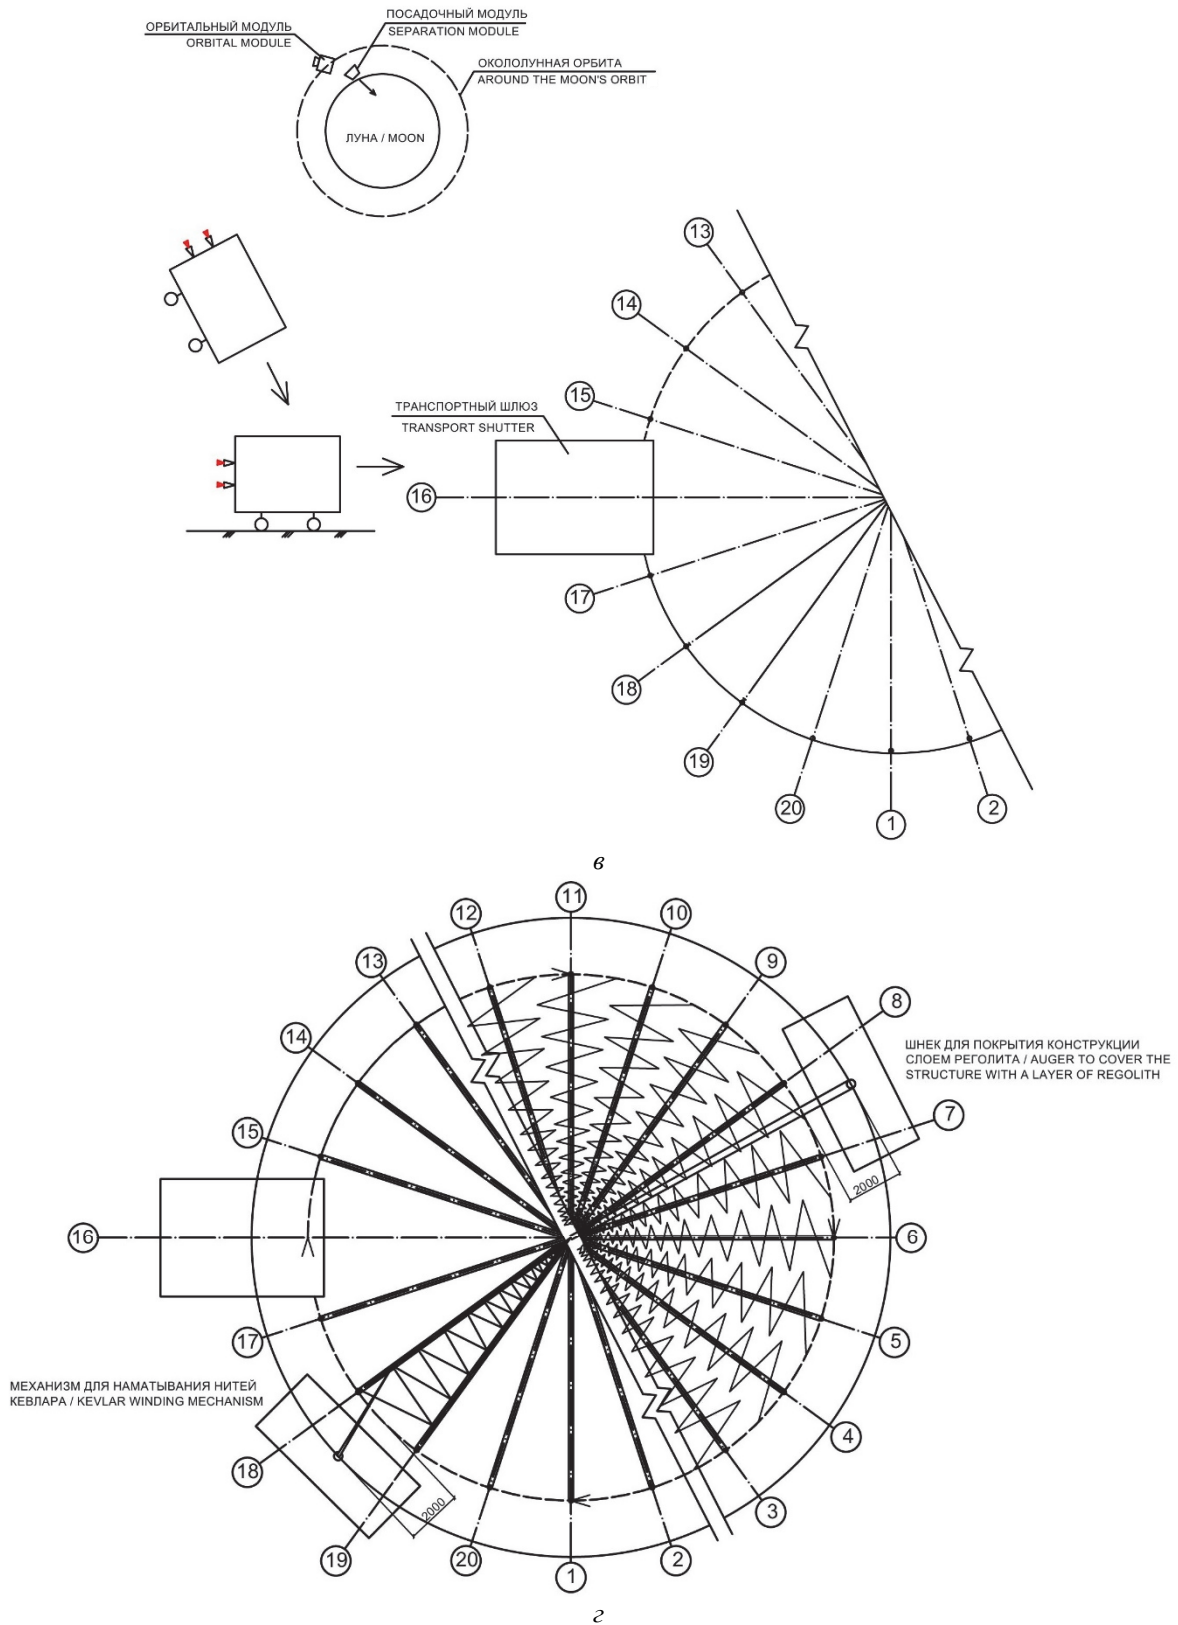 ПОСАДОЧНЫЙ МОДУЛЬ
SEPARATION MODULE
ОРБИТАЛЬНЫЙ МОДУЛЬ
ORBITAL MODULE
ОКОЛОЛУННАЯ ОРБИТА
AROUND THE MOON'S ORBIT
ЛУНА / MOON
13
14
15
ТРАНСПОРТНЫЙ ШЛЮЗ
TRANSPORT SHUTTER
16
17
18
19
20
1
2
в
11
12
10
13
9
8
14
ШНЕК ДЛЯ ПОКРЫТИЯ КОНСТРУКЦИИ
СЛОЕМ РЕГОЛИТА / AUGER TO COVER THE
STRUCTURE WITH A LAYER OF REGOLITH
7
15
2000
16
6
17
5
МЕХАНИЗМ ДЛЯ НАМАТЫВАНИЯ НИТЕЙ
КЕВЛАРА / KEVLAR WINDING MECHANISM
4
18
2000
3
19
20
2
1
г